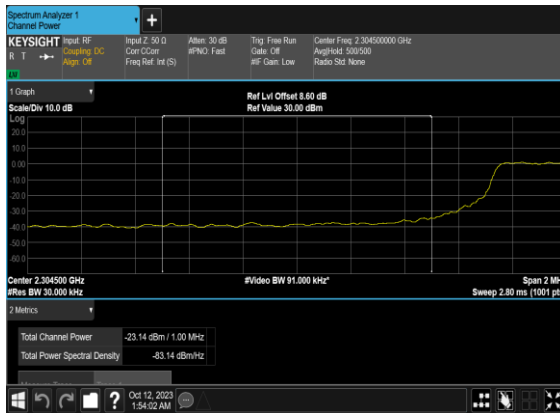 Spectrum Analyzer 1
Channel Power
+
KEYSIGHT Input: RF Input Z: 50 Ω Atten: 30 dB Trig: Free Run Center Freq: 2.304500000 GHz
R T Coupling: DC Corr CCorr #PNO: Fast Gate: Off Avg|Hold: 500/500
Align: Off Freq Ref: Int (S) #IF Gain: Low Radio Std: None
1 Graph
Ref Lvl Offset 8.60 dB
Scale/Div 10.0 dB Ref Value 30.00 dBm
Log
20.0
10.0
0.00
-10.0
-20.0
-30.0
-40.0
-50.0
-60.0
Center 2.304500 GHz #Video BW 91.000 kHz* Span 2 MH
#Res BW 30.000 kHz Sweep 2.80 ms (1001 pt
2 Metrics
Total Channel Power -23.14 dBm / 1.00 MHz
Total Power Spectral Density -83.14 dBm/Hz
? Oct 12, 2023
1:54:02 AM